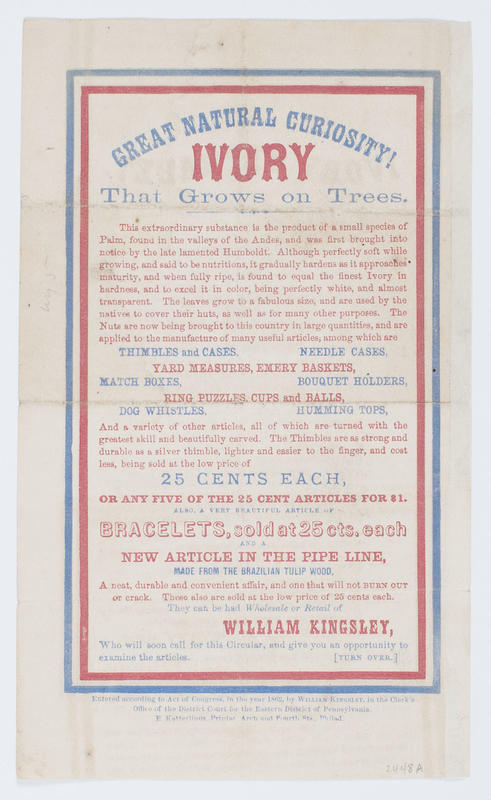 GREAT NATURAL CURIOSITY!
IVORY
That Grows on Trees.
This extraordinary substance is the product of a small species of
Palm, found in the valleys of the Andes, and was first brought into
notice by the late lamented Humboldt. Although perfectly soft while
growing, and said to be nutritions, it gradually hardens as it approaches
maturity, and when fully ripe, is found to equal the finest Ivory in
hardness, and to excel it in color, being perfectly white, and almost
transparent. The leaves grow to a fabulous size, and are used by the
natives to cover their huts, as well as for many other purposes. The
Nuts are now being brought to this country in large quantities, and are
applied to the manufacture of many useful articles, among which are
THIMBLES and CASES, NEEDLE CASES,
YARD MEASURES, EMERY BASKETS,
MATCH BOXES, BOUQUET HOLDERS,
RING PUZZLES, CUPS and BALLS,
DOG WHISTLES, HUMMING TOPS,
And a variety of other articles, all of which are turned with the
greatest skill and beautifully carved. The Thimbles are as strong and
durable as a silver thimble, lighter and easier to the finger, and cost
less, being sold at the low price of
25 CENTS EACH,
OR ANY FIVE OF THE 25 CENT ARTICLES FOR $1.
ALSO, A VERY BEAUTIFUL ARTICLE OF
BRACELETS, sold at 25 cts. each
AND A
NEW ARTICLE IN THE PIPE LINE,
MADE FROM THE BRAZILIAN TULIP WOOD,
A neat, durable and convenient affair, and one that will not BURN OUT
or crack. These also are sold at the low price of 25 cents each.
They can be had Wholesale or Retail of
WILLIAM KINGSLEY,
Who will soon call for this Circular, and give you an opportunity to
examine the articles. [TURN OVER.]
Entered according to Act of Congress, in the year 1862, by WILLIAM KINGSLEY, in the Clerk's
Office of the District Court for the Eastern District of Pennsylvania.
E. Ketterlinus, Printer, Arch and Fourth Sts., Philad.
2448A